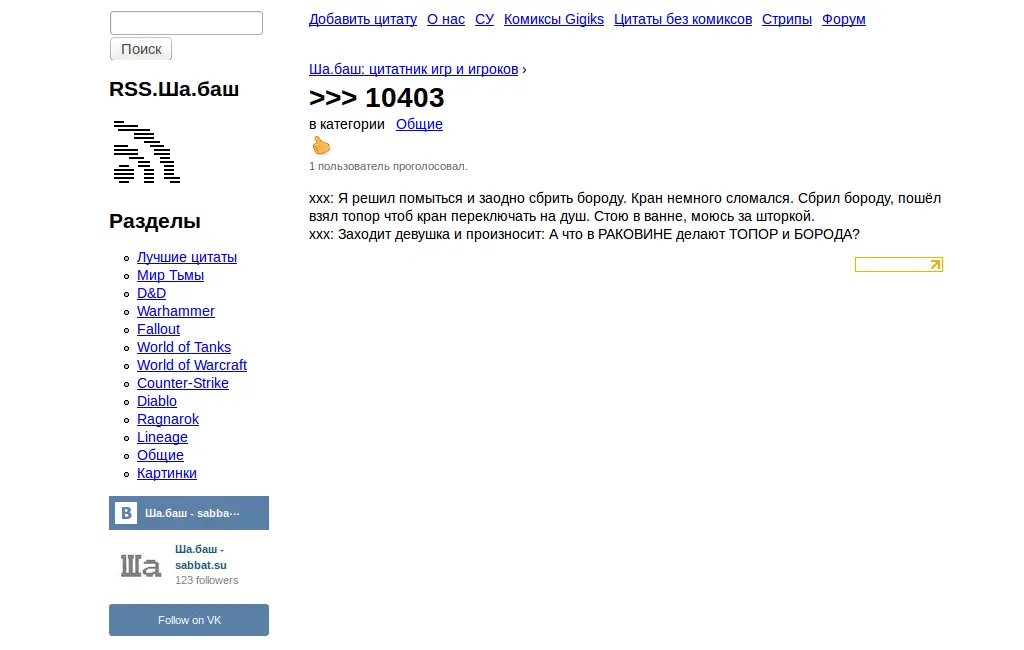 Поиск
RSS.Ша.баш
Разделы
Лучшие цитаты
Мир Тьмы
D&D
Warhammer
Fallout
World of Tanks
World of Warcraft
Counter-Strike
Diablo
Ragnarok
Lineage
Общие
Картинки
В Ша.баш - sabba···
Ша
Ша.баш -
sabbat.su
123 followers
Follow on VK
Добавить цитату О нас СУ Комиксы Gigiks Цитаты без комиксов Стрипы Форум
Ша.баш: цитатник игр и игроков ›
>>> 10403
в категории Общие
1 пользователь проголосовал.
xxx: Я решил помыться и заодно сбрить бороду. Кран немного сломался. Сбрил бороду, пошёл
взял топор чтоб кран переключать на душ. Стою в ванне, моюсь за шторкой.
xxx: Заходит девушка и произносит: А что в РАКОВИНЕ делают ТОПОР и БОРОДА?